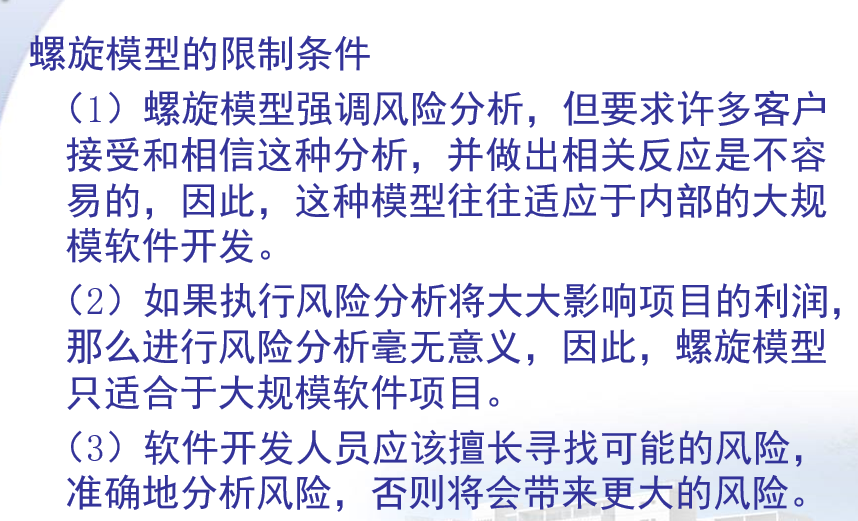 螺旋模型的限制条件
（1）螺旋模型强调风险分析，但要求许多客户
接受和相信这种分析，并做出相关反应是不容
易的，因此，这种模型往往适应于内部的大规
模软件开发。
（2）如果执行风险分析将大大影响项目的利润，
那么进行风险分析毫无意义，因此，螺旋模型
只适合于大规模软件项目。
（3）软件开发人员应该擅长寻找可能的风险，
准确地分析风险，否则将会带来更大的风险。